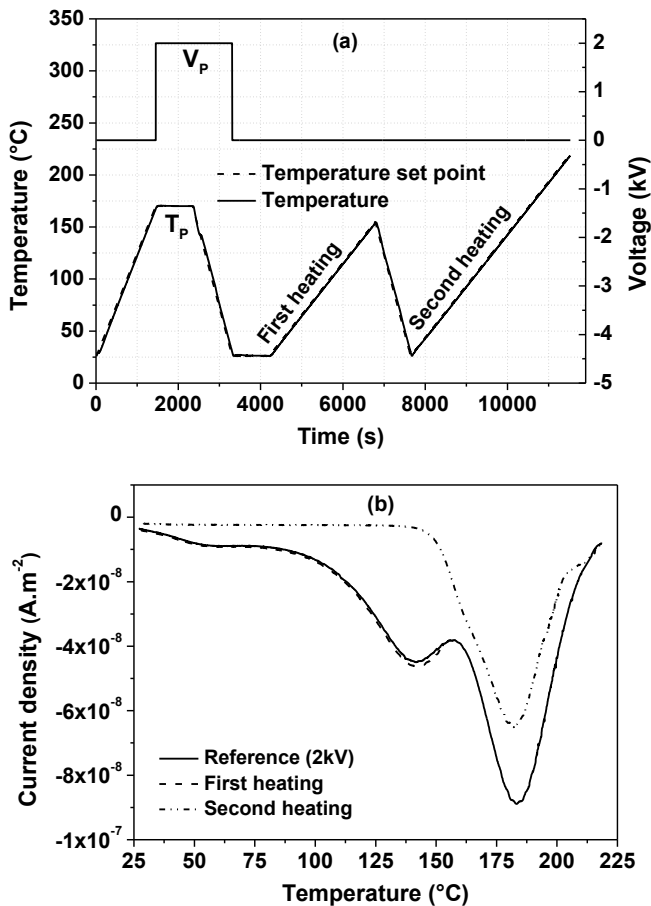 (a)
350
300
250
200
150
100
50
0
Temperature (°C)
V_P
T_P
Temperature set point
Temperature
First heating
Second heating
2
1
0
-1
-2
-3
-4
-5
Voltage (kV)
0 2000 4000 6000 8000 10000
Time (s)
(b)
0
-2x10^-8
-4x10^-8
-6x10^-8
-8x10^-8
-1x10^-7
Current density (A.m^-2)
Reference (2kV)
First heating
Second heating
25 50 75 100 125 150 175 200 225
Temperature (°C)